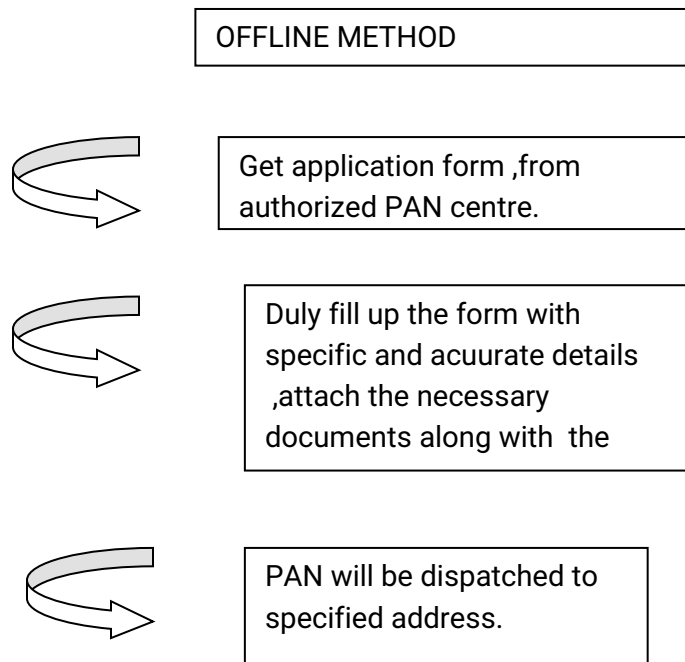 OFFLINE METHOD
Get application form ,from
authorized PAN centre.
Duly fill up the form with
specific and acuurate details
,attach the necessary
documents along with the
PAN will be dispatched to
specified address.